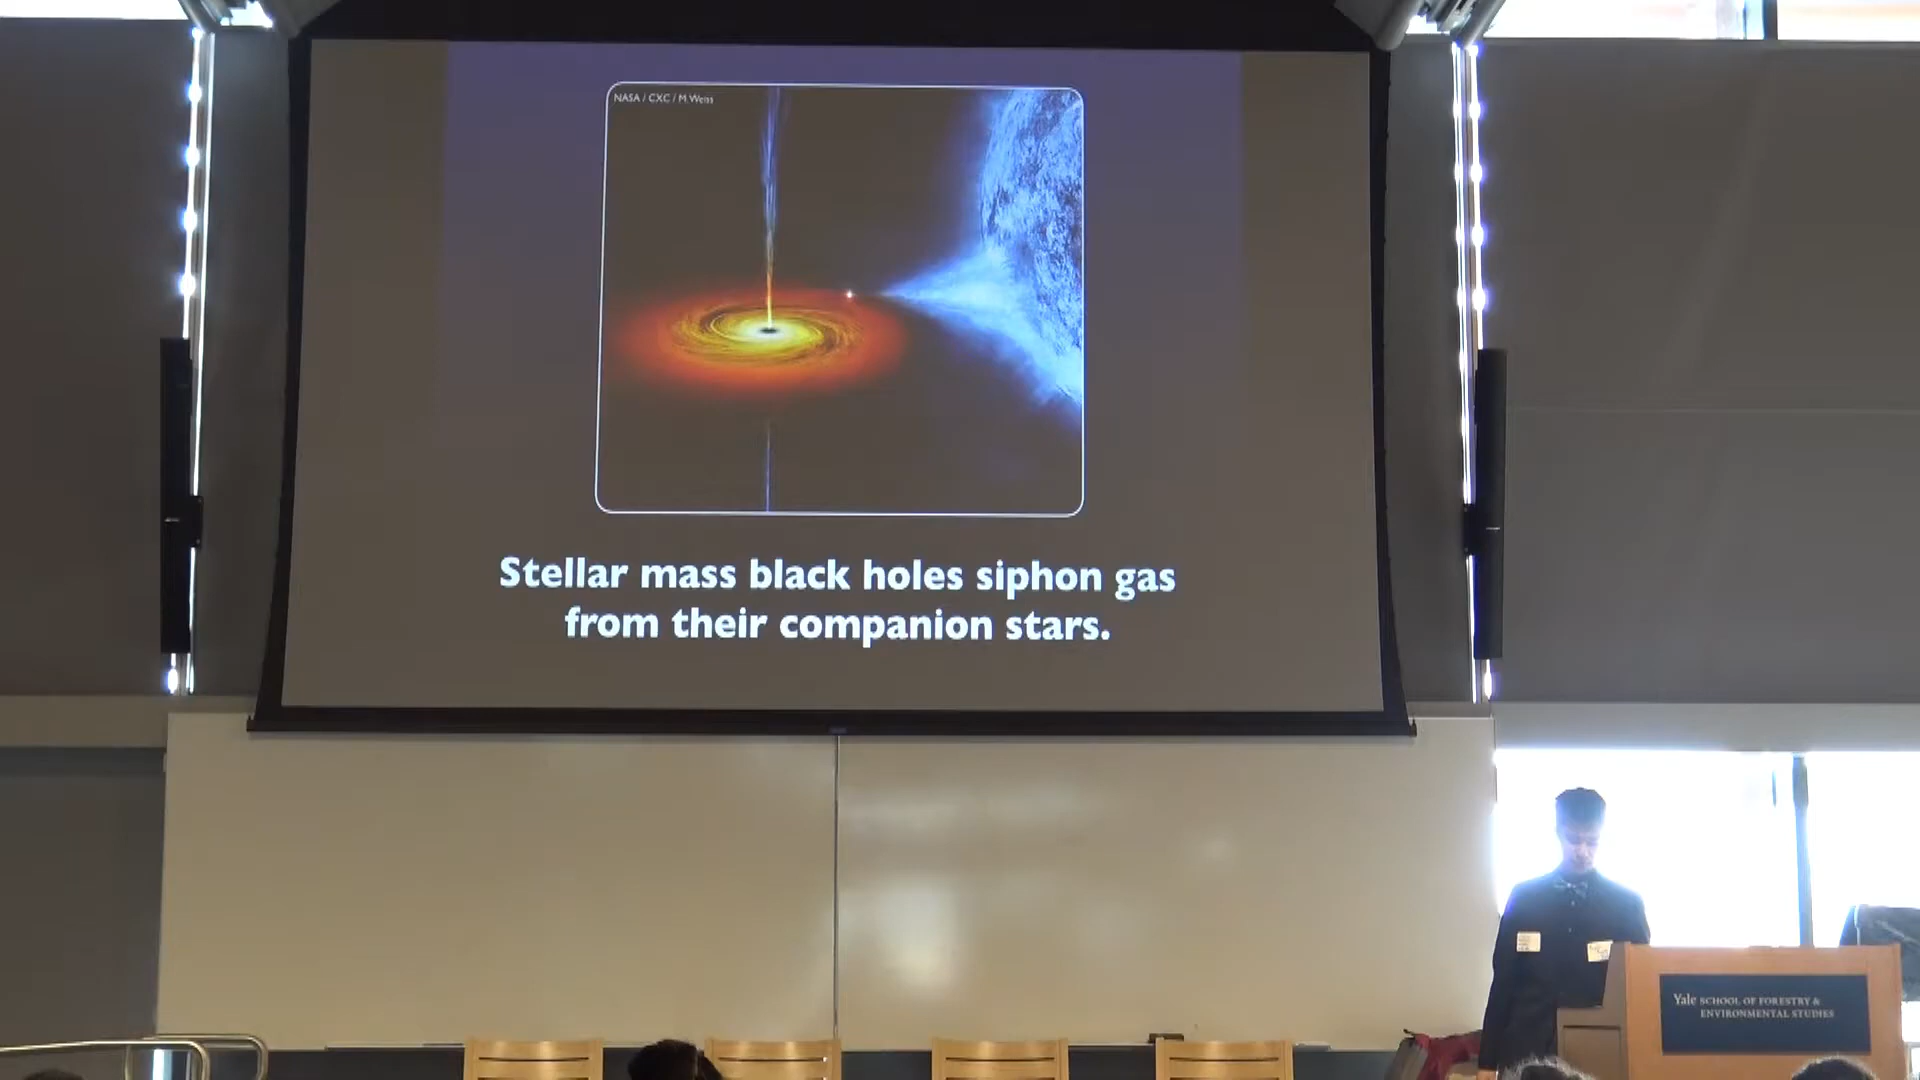 NASA / CXC / M. Weiss
Stellar mass black holes siphon gas
from their companion stars.
Yale SCHOOL OF FORESTRY &
ENVIRONMENTAL STUDIES